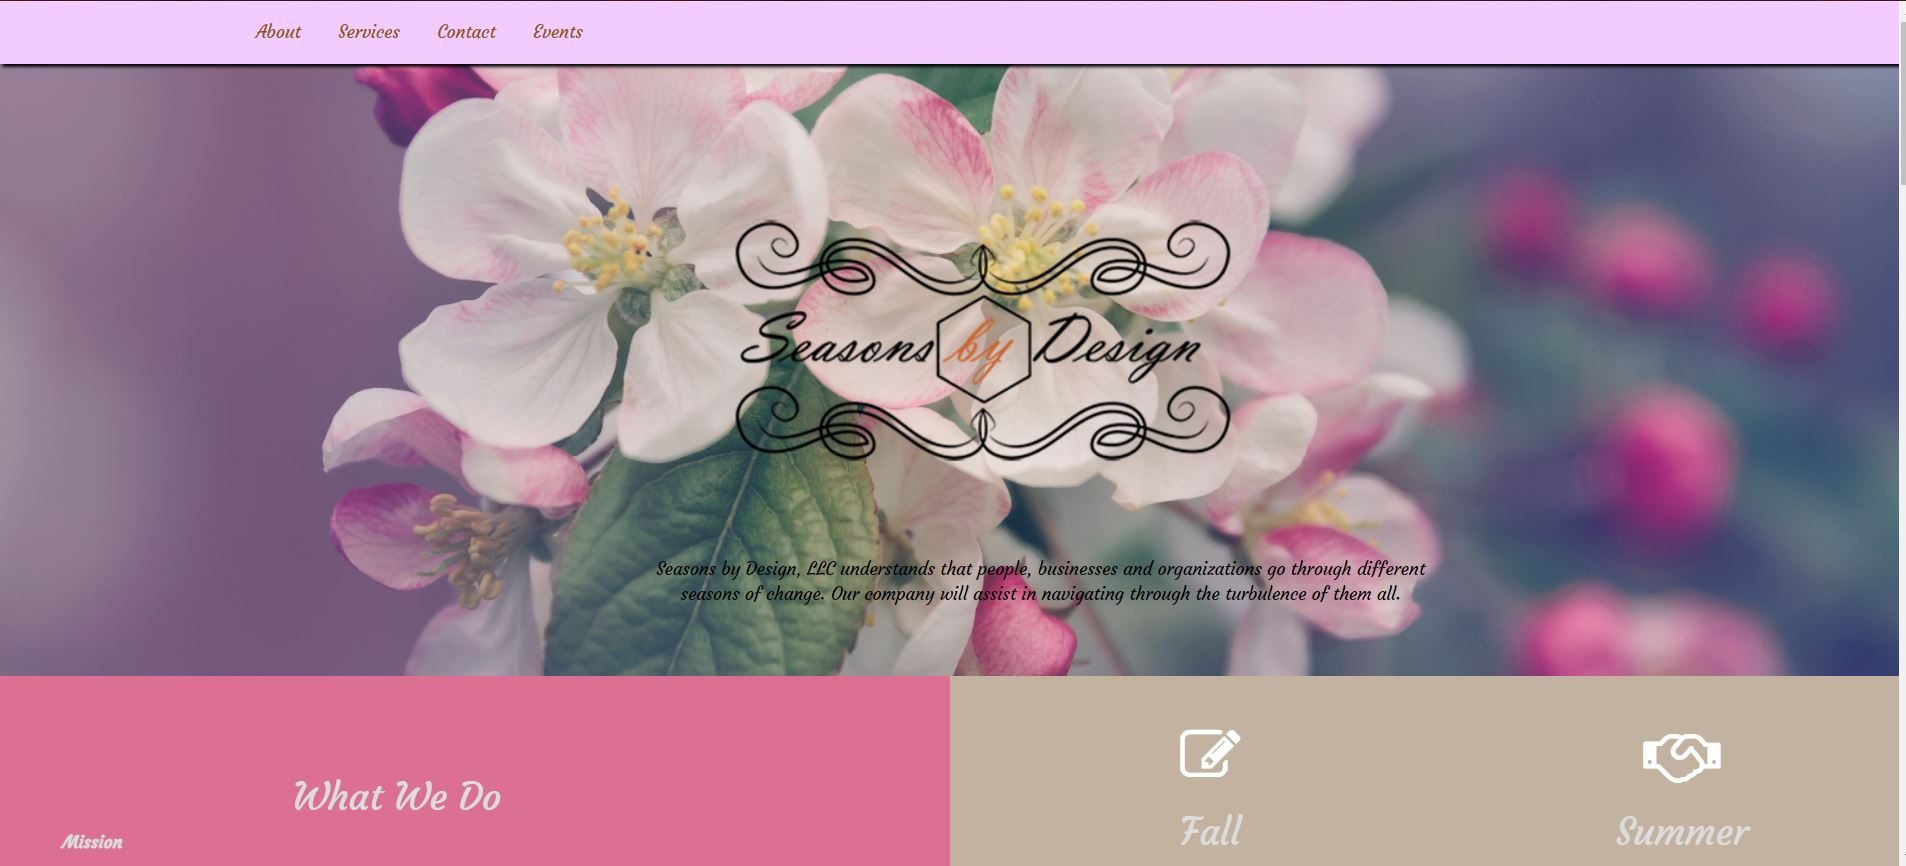 About Services Contact Events
Seasons by Design
Seasons by Design, LLC understands that people, businesses and organizations go through different
seasons of change. Our company will assist in navigating through the turbulence of them all.
What We Do
Mission
Fall
Summer